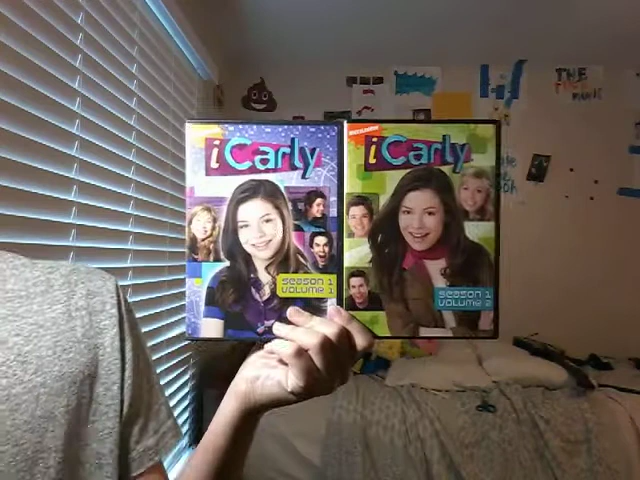 iCarly
SEASON 1
VOLUME 1
NICKELODEON
iCarly
SEASON 1
VOLUME 2
THE